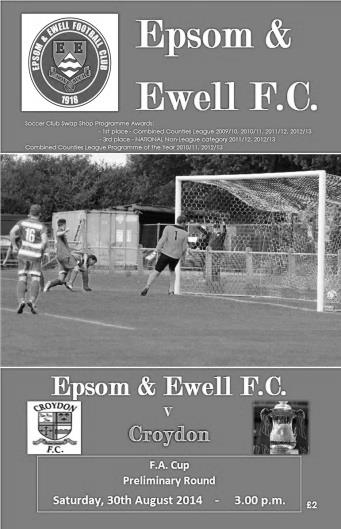 EPSOM & EWELL FOOTBALL CLUB
E E
1918
Epsom &
Ewell F.C.
Soccer Club Swap Shop Programme Awards:
- 1st place - Combined Counties League 2009/10, 2010/11, 2011/12, 2012/13
- 3rd place - NATIONAL Non-League category 2011/12, 2012/13
Combined Counties League Programme of the Year 2010/11, 2012/13
16
1
Epsom & Ewell F.C.
v
CROYDON
F.C.
Croydon
F.A. Cup
Preliminary Round
Saturday, 30th August 2014 - 3.00 p.m.
£2